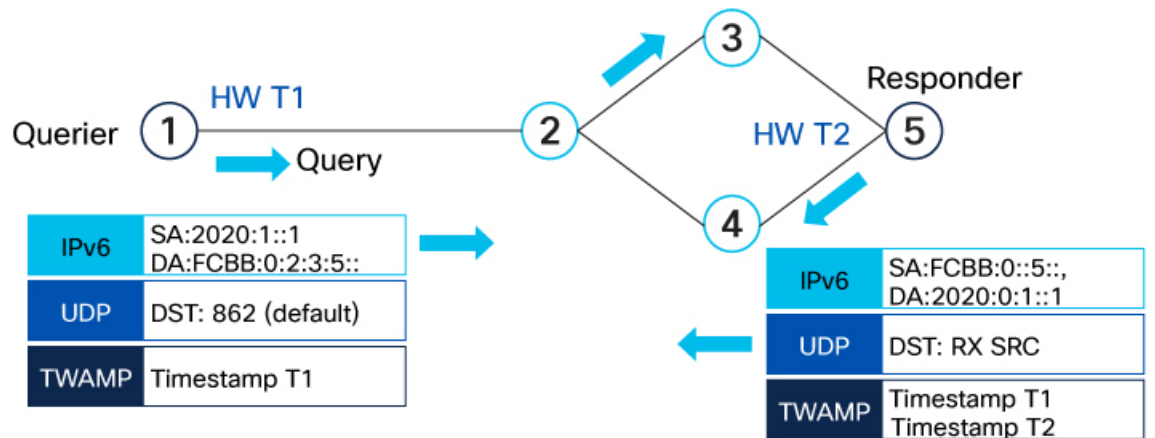 HW T1
Querier
1
Query
2
3
4
Responder
HW T2
5
IPv6
SA:2020:1::1
DA:FCBB:0:2:3:5::
UDP
DST: 862 (default)
TWAMP
Timestamp T1
IPv6
SA:FCBB:0::5::,
DA:2020:0:1::1
UDP
DST: RX SRC
TWAMP
Timestamp T1
Timestamp T2